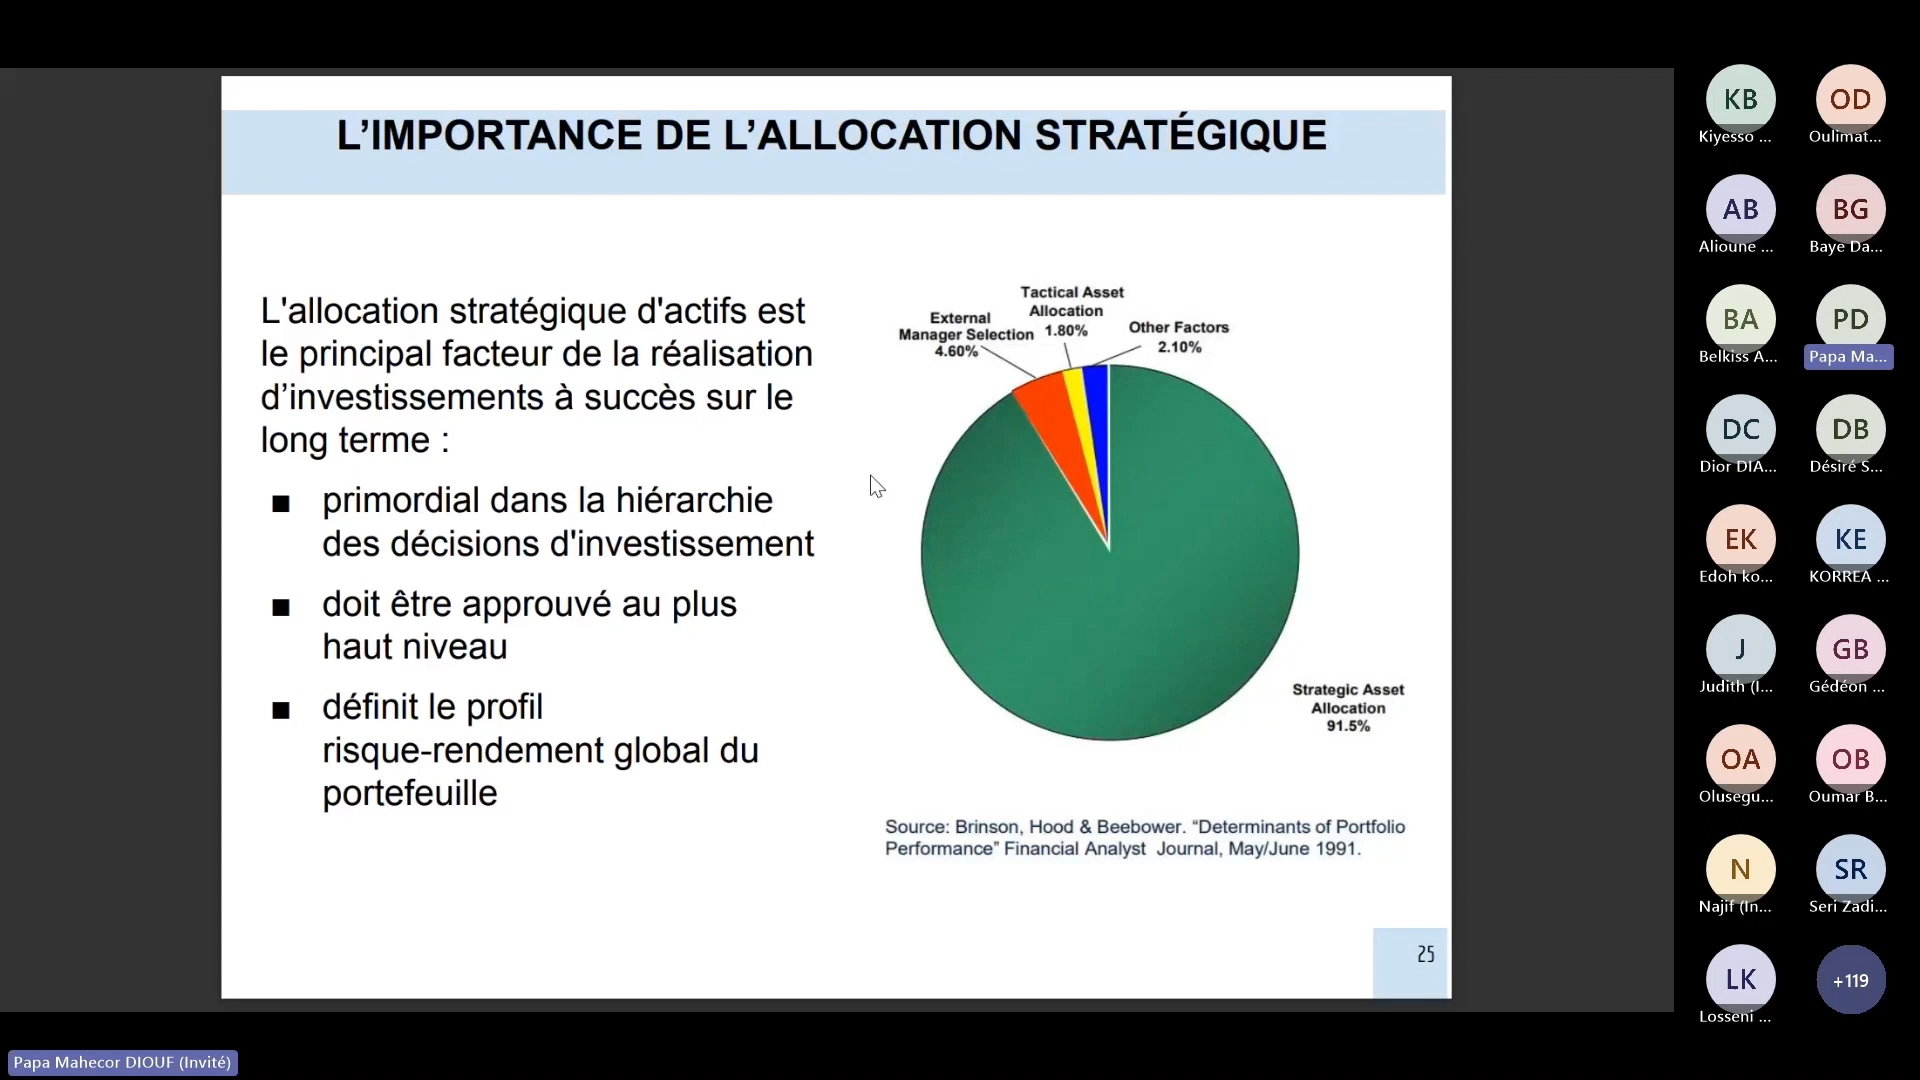 L’IMPORTANCE DE L’ALLOCATION STRATÉGIQUE
L'allocation stratégique d'actifs est
le principal facteur de la réalisation
d’investissements à succès sur le
long terme :
■ primordial dans la hiérarchie
des décisions d'investissement
■ doit être approuvé au plus
haut niveau
■ définit le profil
risque-rendement global du
portefeuille
Tactical Asset
Allocation
1.80%
External
Manager Selection
4.60%
Other Factors
2.10%
Strategic Asset
Allocation
91.5%
Source: Brinson, Hood & Beebower. “Determinants of Portfolio
Performance” Financial Analyst Journal, May/June 1991.
25
KB
Kiyesso ...
OD
Oulimat...
AB
Alioune ...
BG
Baye Da...
BA
Belkiss A...
PD
Papa Ma...
DC
Dior DIA...
DB
Désiré S...
EK
Edoh ko...
KE
KORREA ...
J
Judith (I...
GB
Gédéon ...
OA
Olusegu...
OB
Oumar B...
N
Najif (In...
SR
Seri Zadi...
LK
Losseni ...
+119
Papa Mahecor DIOUF (Invité)